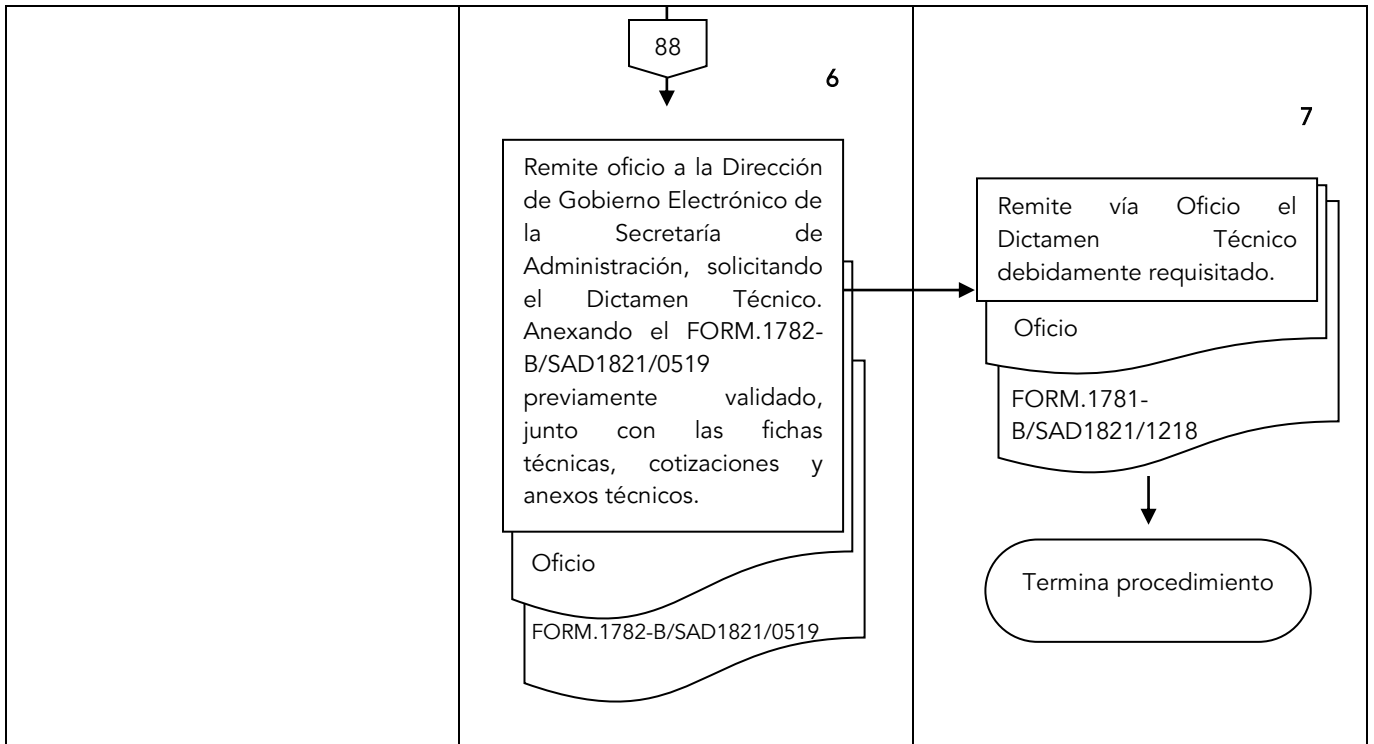 88
6
Remite oficio a la Dirección
de Gobierno Electrónico de
la Secretaría de
Administración, solicitando
el Dictamen Técnico.
Anexando el FORM.1782-
B/SAD1821/0519
previamente validado,
junto con las fichas
técnicas, cotizaciones y
anexos técnicos.
Oficio
FORM.1782-B/SAD1821/0519
7
Remite vía Oficio el
Dictamen Técnico
debidamente requisitado.
Oficio
FORM.1781-
B/SAD1821/1218
Termina procedimiento